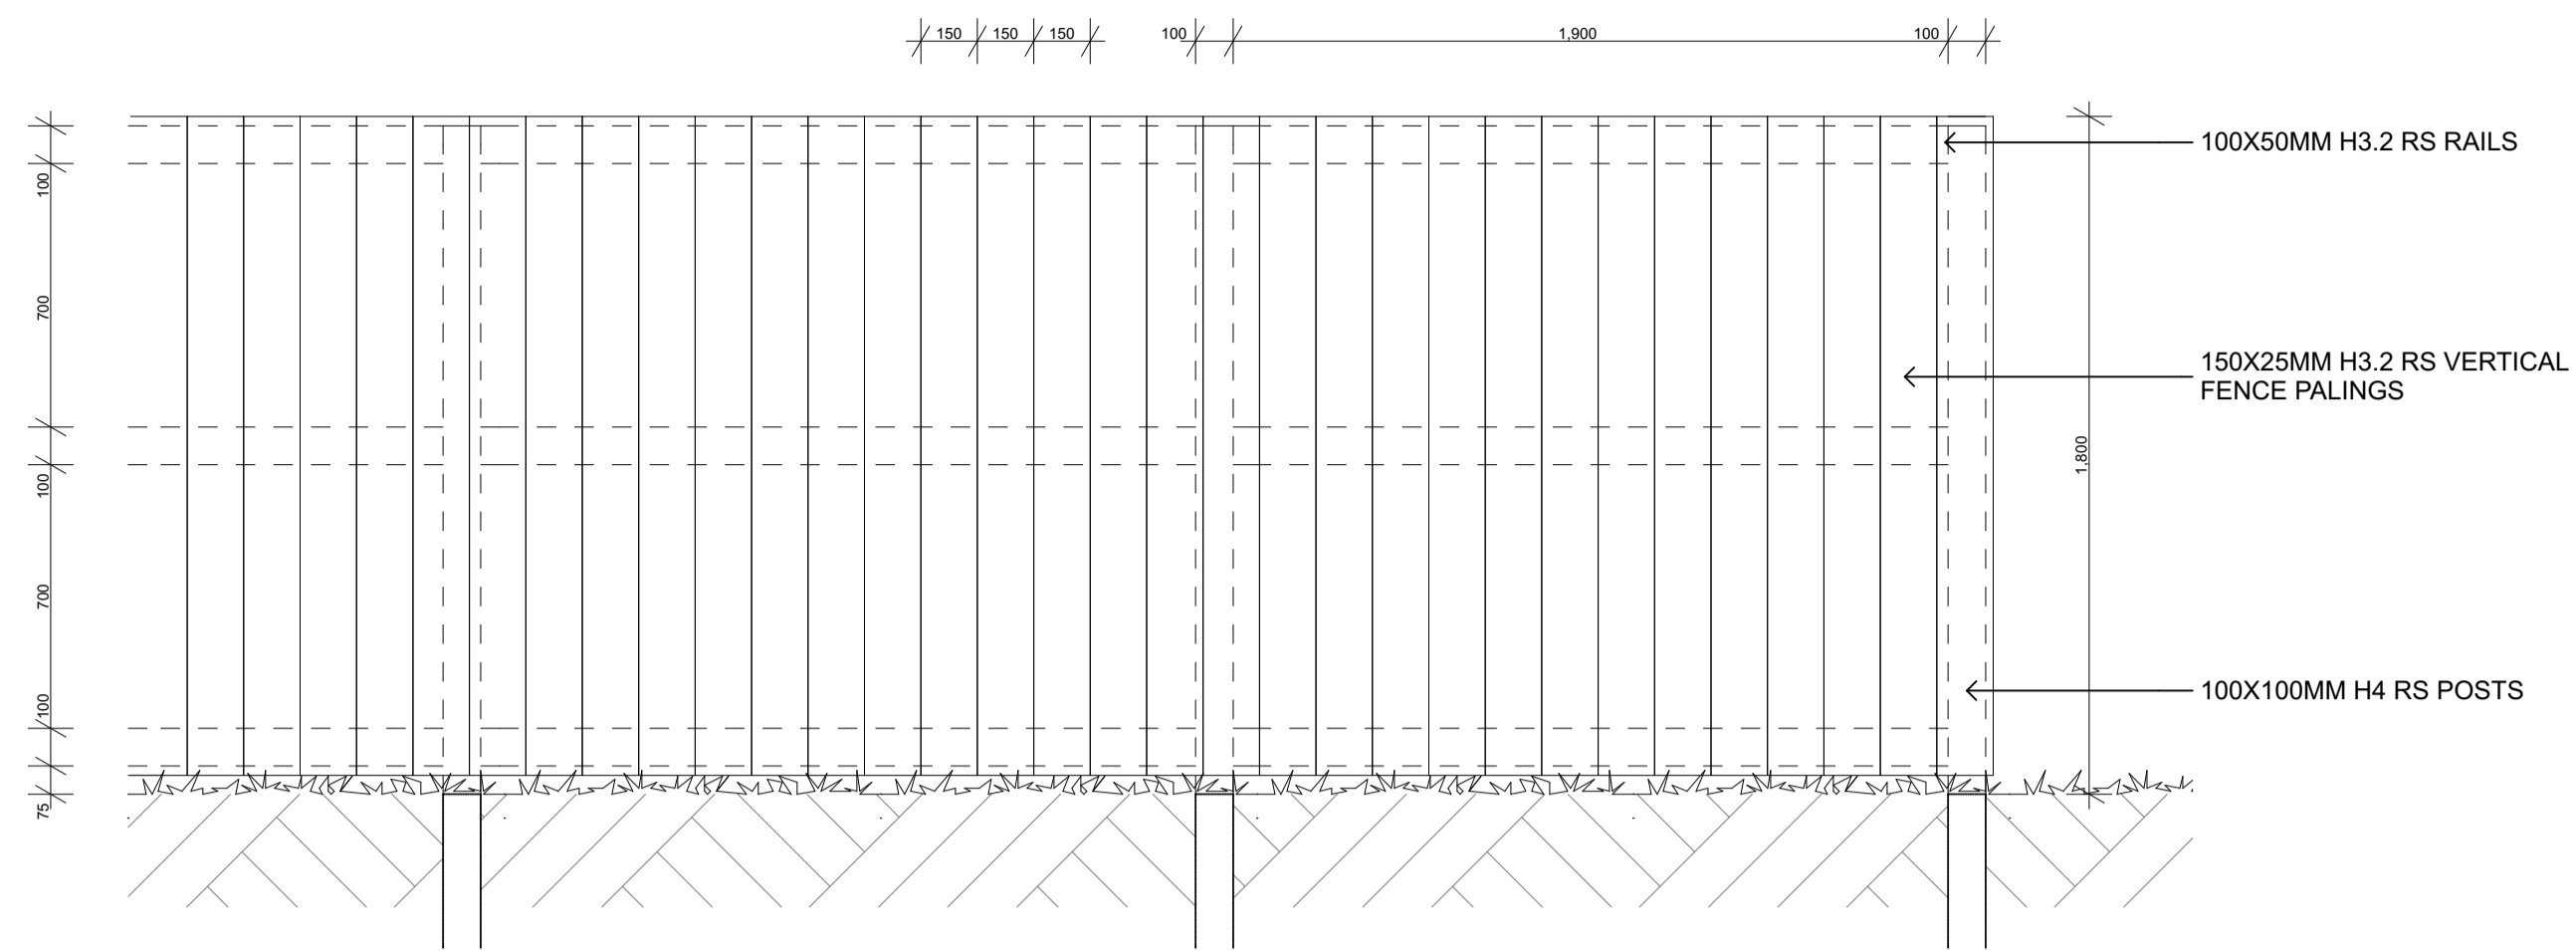 150 150 150 100 1,900 100
100X50MM H3.2 RS RAILS
100
700
150X25MM H3.2 RS VERTICAL
FENCE PALINGS
1,800
100
700
100X100MM H4 RS POSTS
100
75